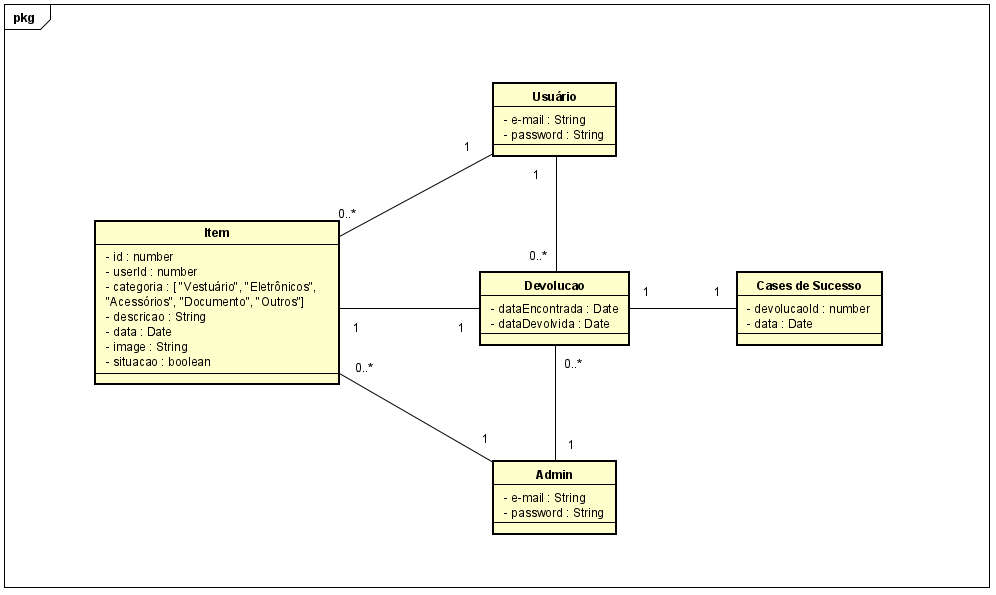 pkg
Usuário
- e-mail : String
- password : String
1
1
0..*
0..*
Item
- id : number
- userId : number
- categoria : [ "Vestuário", "Eletrônicos",
"Acessórios", "Documento", "Outros"]
- descricao : String
- data : Date
- image : String
- situacao : boolean
Devolucao
- dataEncontrada : Date
- dataDevolvida : Date
1
1
Cases de Sucesso
- devolucaoId : number
- data : Date
1
1
0..*
0..*
1
1
Admin
- e-mail : String
- password : String